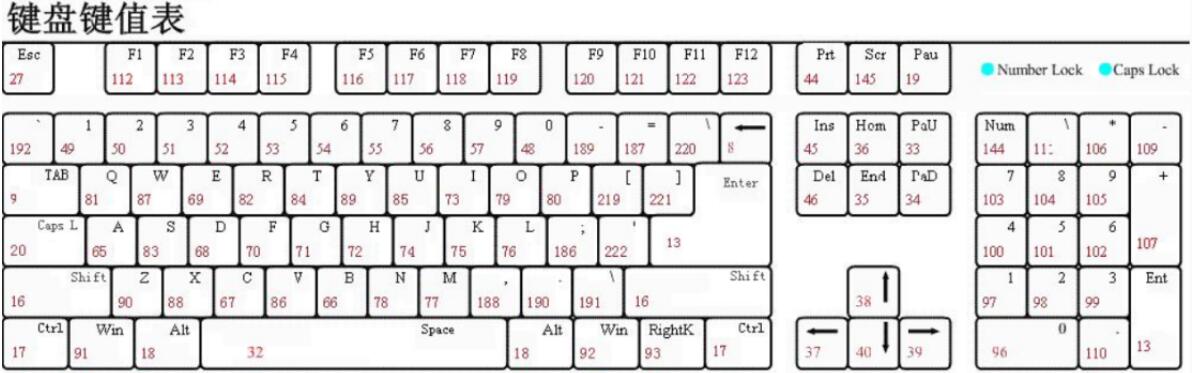 键盘键值表
Esc F1 F2 F3 F4 F5 F6 F7 F8 F9 F10 F11 F12 Prt Scr Pau
27 112 113 114 115 116 117 118 119 120 121 122 123 44 145 19
Number Lock Caps Lock
` 1 2 3 4 5 6 7 8 9 0 - = \ Ins Hom PaU Num \ * -
192 49 50 51 52 53 54 55 56 57 48 189 187 220 8 45 36 33 144 111 106 109
TAB Q W E R T Y U I O P [ ] Enter Del End PaD 7 8 9 +
9 81 87 69 82 84 89 85 73 79 80 219 221 46 35 34 103 104 105
Caps L A S D F G H J K L ; ' 4 5 6
20 65 83 68 70 71 72 74 75 76 186 222 13 100 101 102 107
Shift Z X C V B N M , . \ Shift 1 2 3 Ent
16 90 88 67 86 66 78 77 188 190 191 16 38 97 98 99
Ctrl Win Alt Space Alt Win RightK Ctrl 0 .
17 91 18 32 18 92 93 17 37 40 39 96 110 13